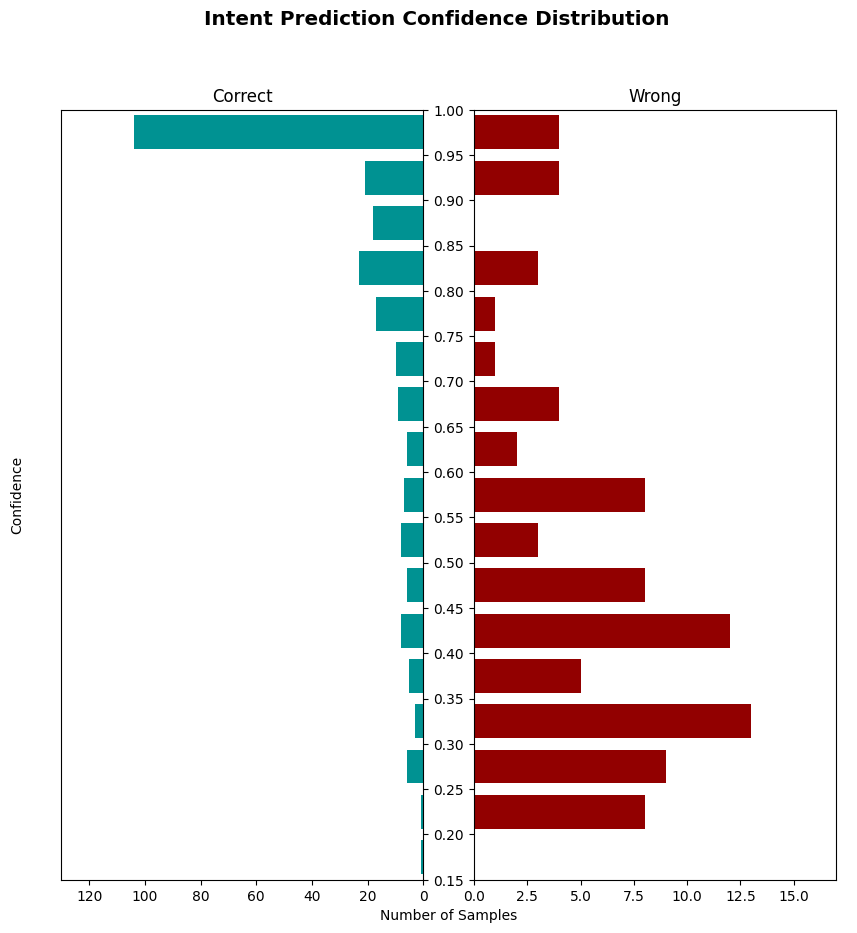 Intent Prediction Confidence Distribution
Correct
Wrong
1.00
0.95
0.90
0.85
0.80
0.75
0.70
0.65
0.60
0.55
0.50
0.45
0.40
0.35
0.30
0.25
0.20
0.15
Confidence
120 100 80 60 40 20 0
0.0 2.5 5.0 7.5 10.0 12.5 15.0
Number of Samples